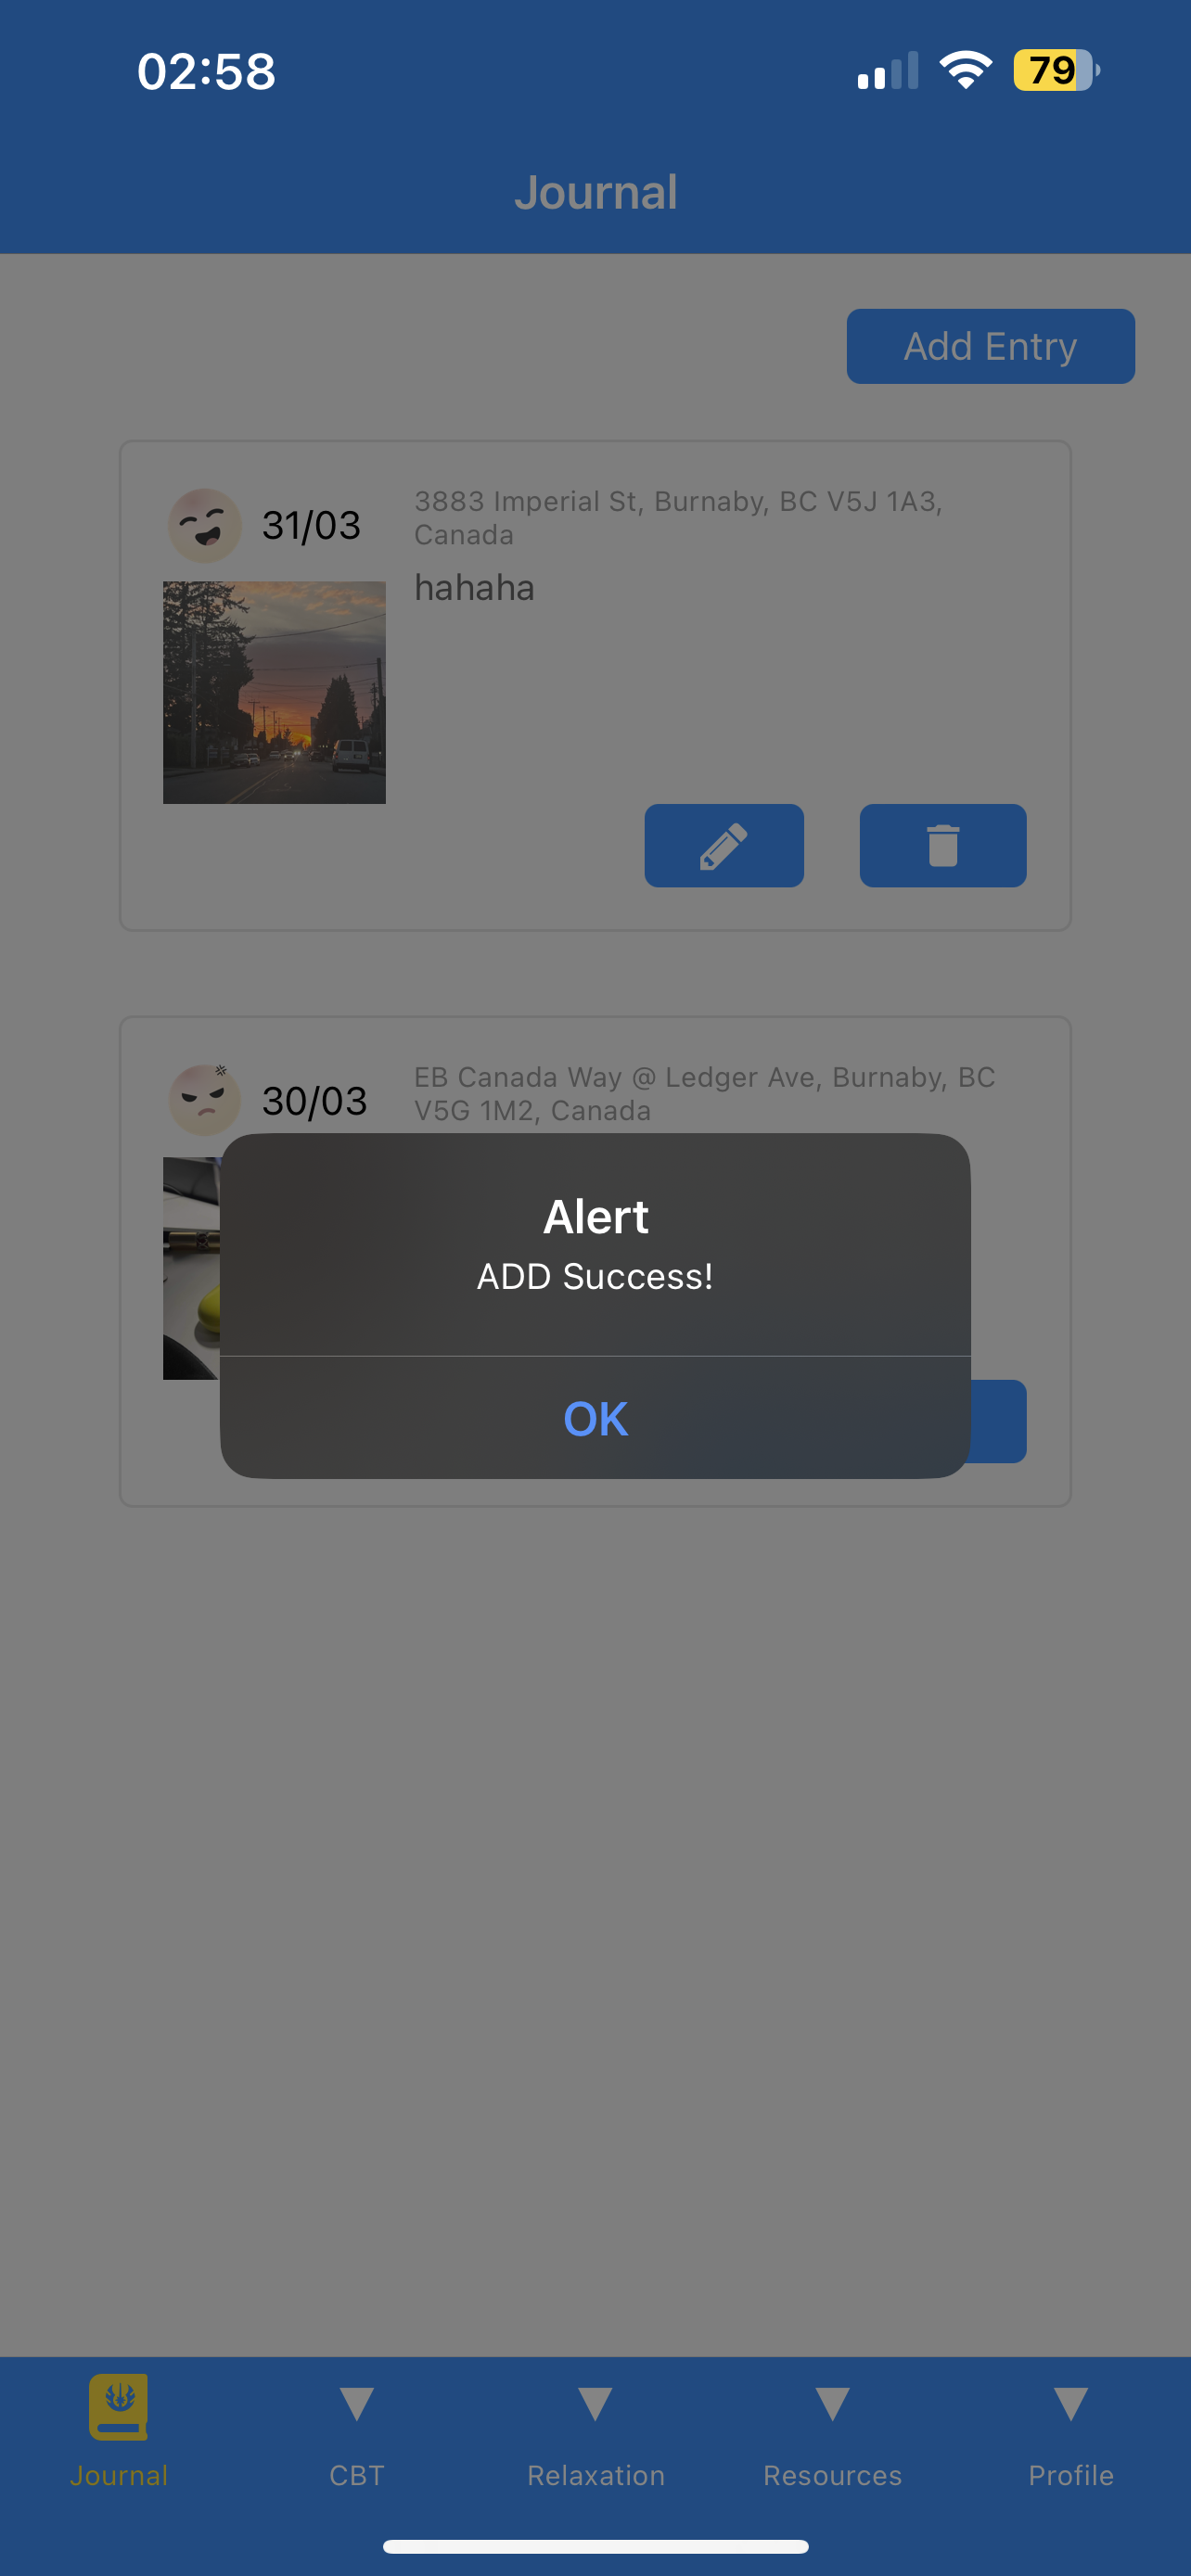 02:58
79
Journal
Add Entry
31/03
3883 Imperial St, Burnaby, BC V5J 1A3,
Canada
hahaha
30/03
EB Canada Way @ Ledger Ave, Burnaby, BC
V5G 1M2, Canada
Alert
ADD Success!
OK
Journal
CBT
Relaxation
Resources
Profile